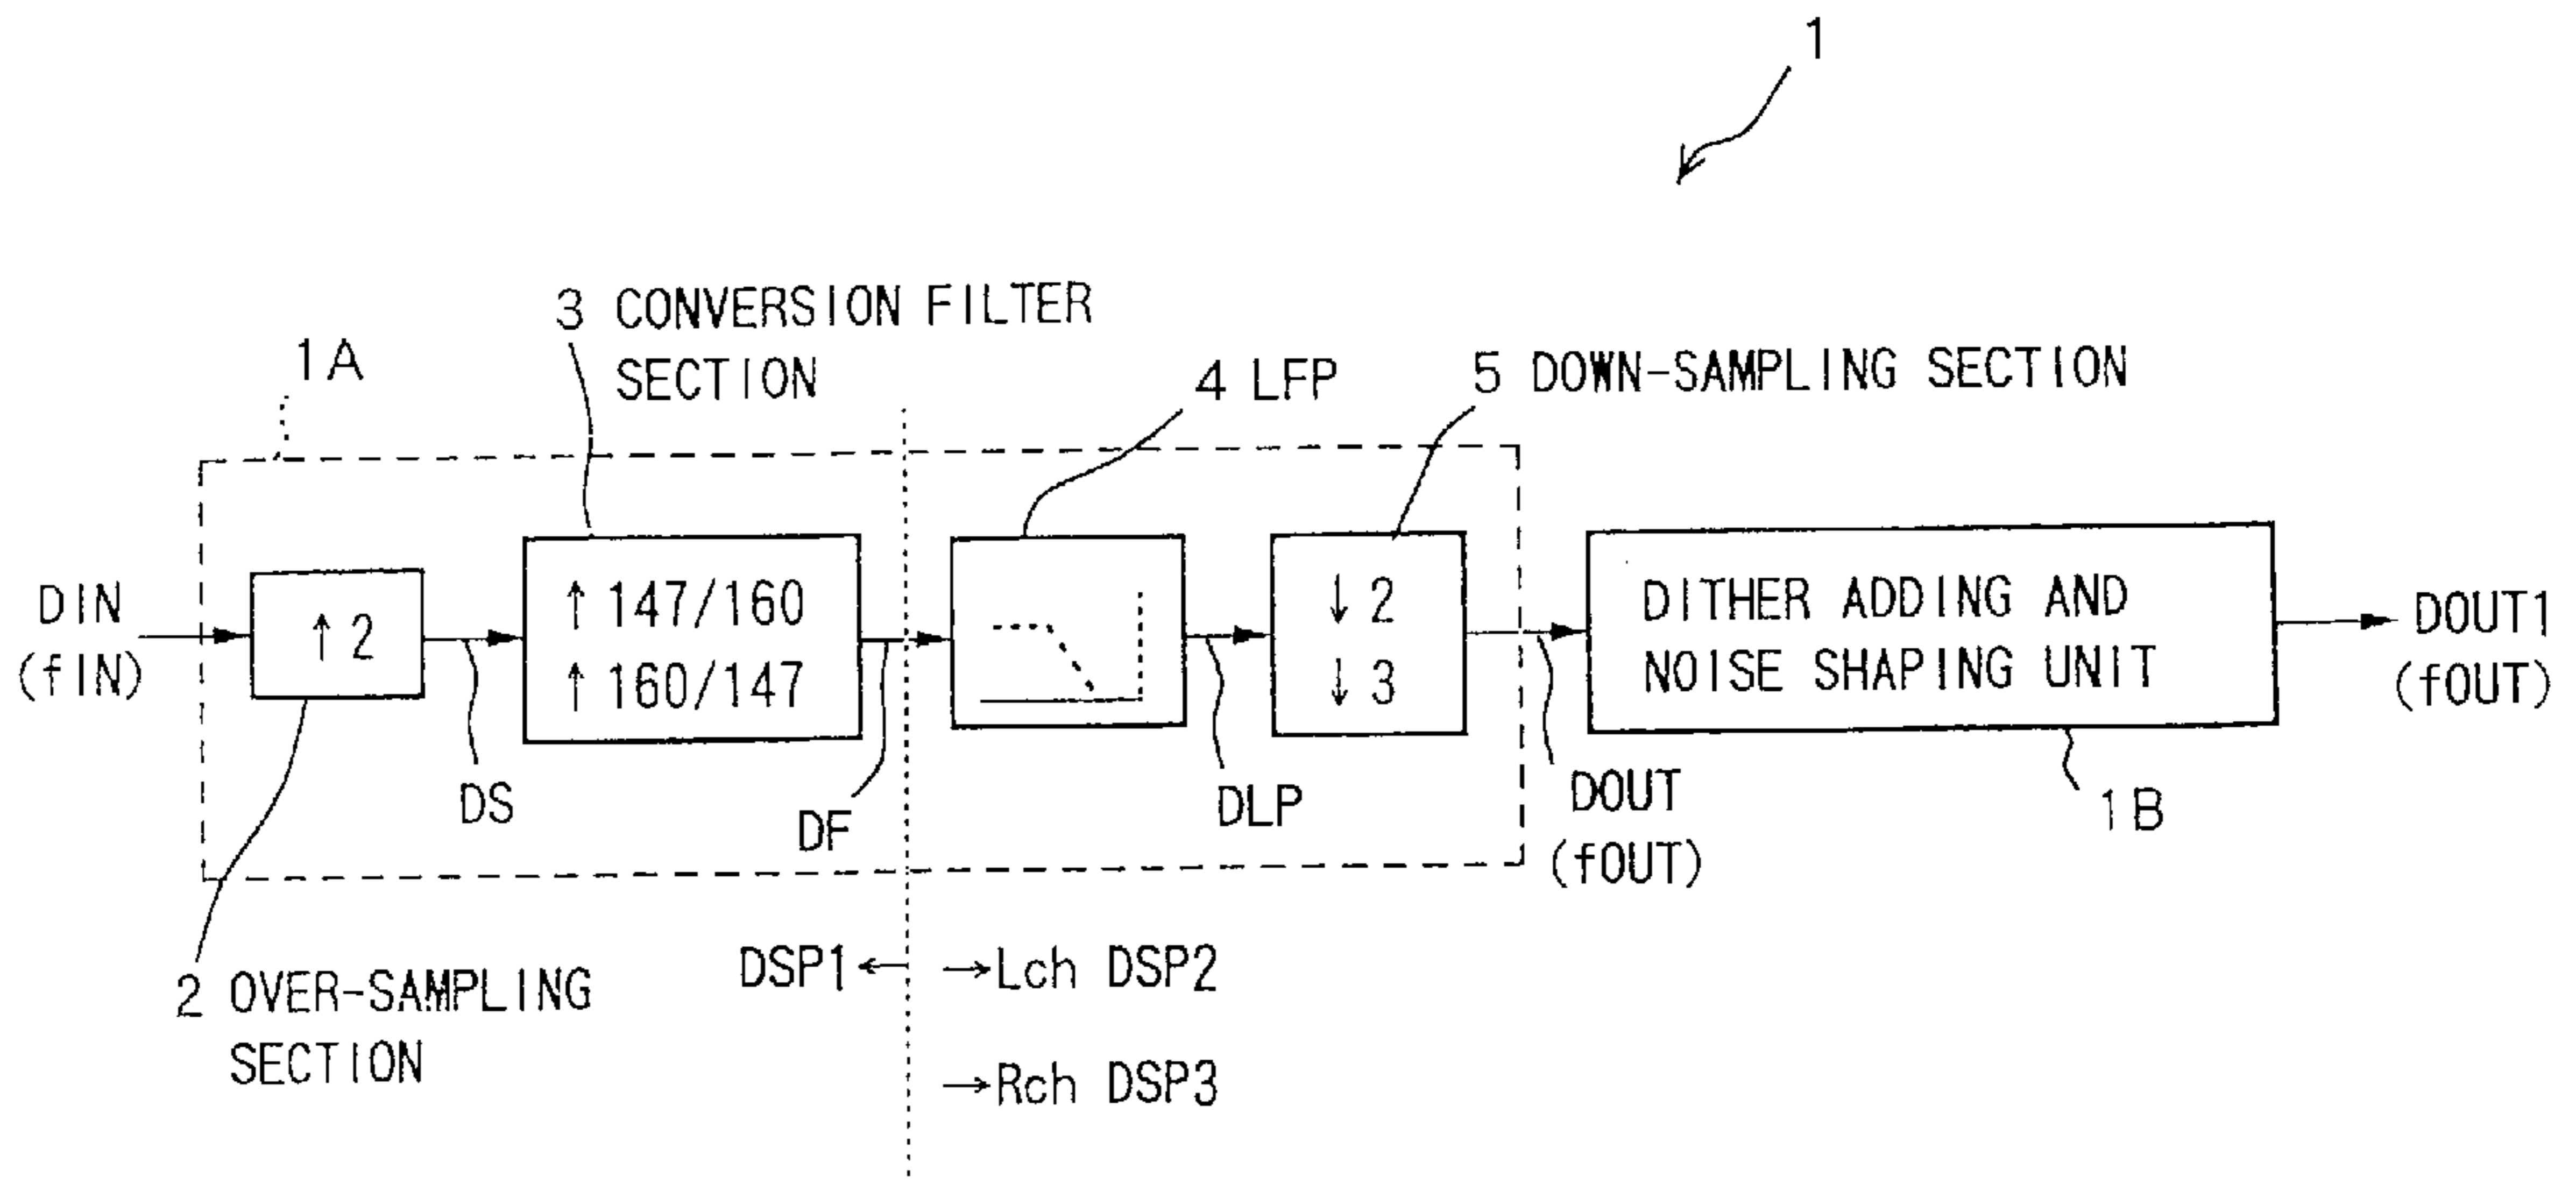 1
3 CONVERSION FILTER
SECTION
1A
4 LFP
5 DOWN-SAMPLING SECTION
DIN
(fIN)
↑ 2
↑ 147/160
↑ 160/147
↓ 2
↓ 3
DITHER ADDING AND
NOISE SHAPING UNIT
DOUT1
(fOUT)
DS
DF
DLP
DOUT
(fOUT)
1B
2 OVER-SAMPLING
SECTION
DSP1 ←
→ Lch DSP2
→ Rch DSP3